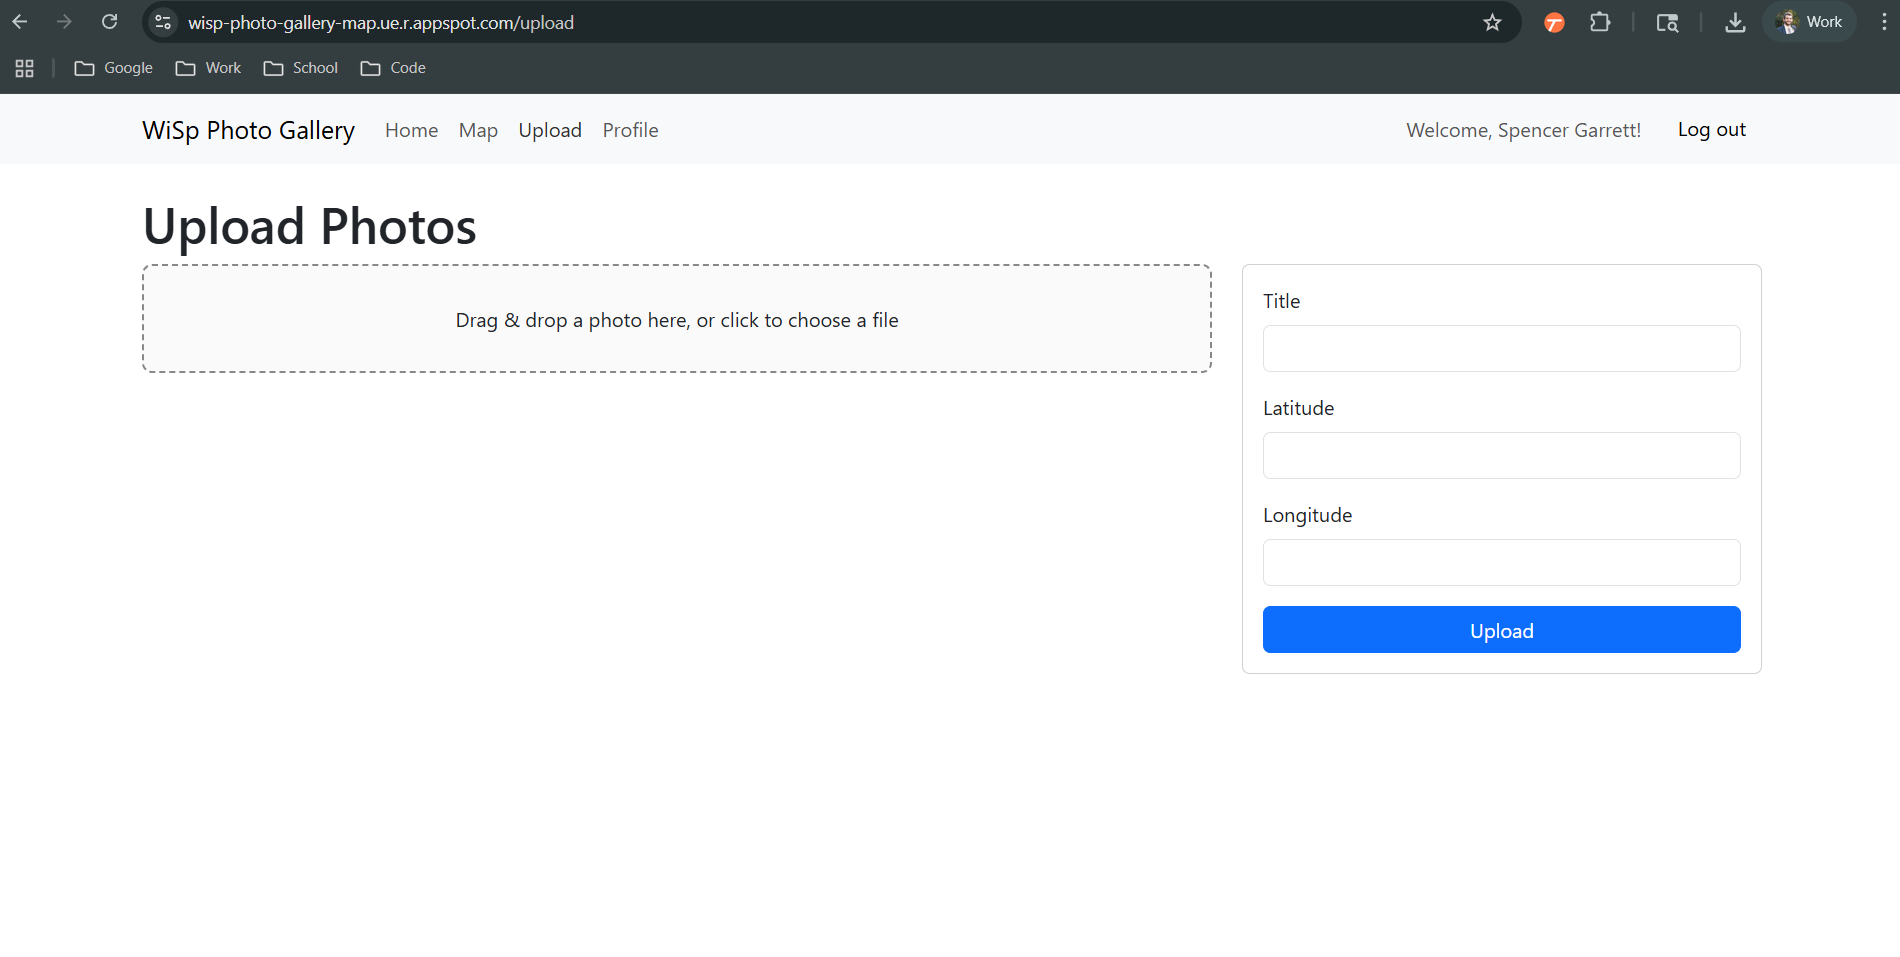 wisp-photo-gallery-map.ue.r.appspot.com/upload
Work
Google Work School Code
WiSp Photo Gallery Home Map Upload Profile Welcome, Spencer Garrett! Log out
Upload Photos
Drag & drop a photo here, or click to choose a file
Title
Latitude
Longitude
Upload